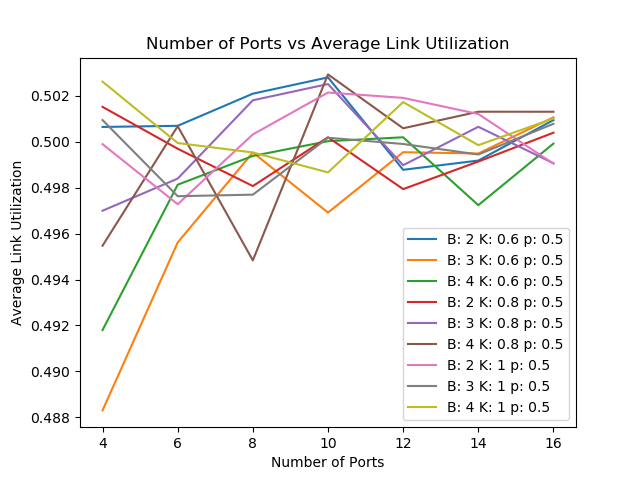 Number of Ports vs Average Link Utilization
Average Link Utilization
0.502
0.500
0.498
0.496
0.494
0.492
0.490
0.488
B: 2 K: 0.6 p: 0.5
B: 3 K: 0.6 p: 0.5
B: 4 K: 0.6 p: 0.5
B: 2 K: 0.8 p: 0.5
B: 3 K: 0.8 p: 0.5
B: 4 K: 0.8 p: 0.5
B: 2 K: 1 p: 0.5
B: 3 K: 1 p: 0.5
B: 4 K: 1 p: 0.5
4 6 8 10 12 14 16
Number of Ports